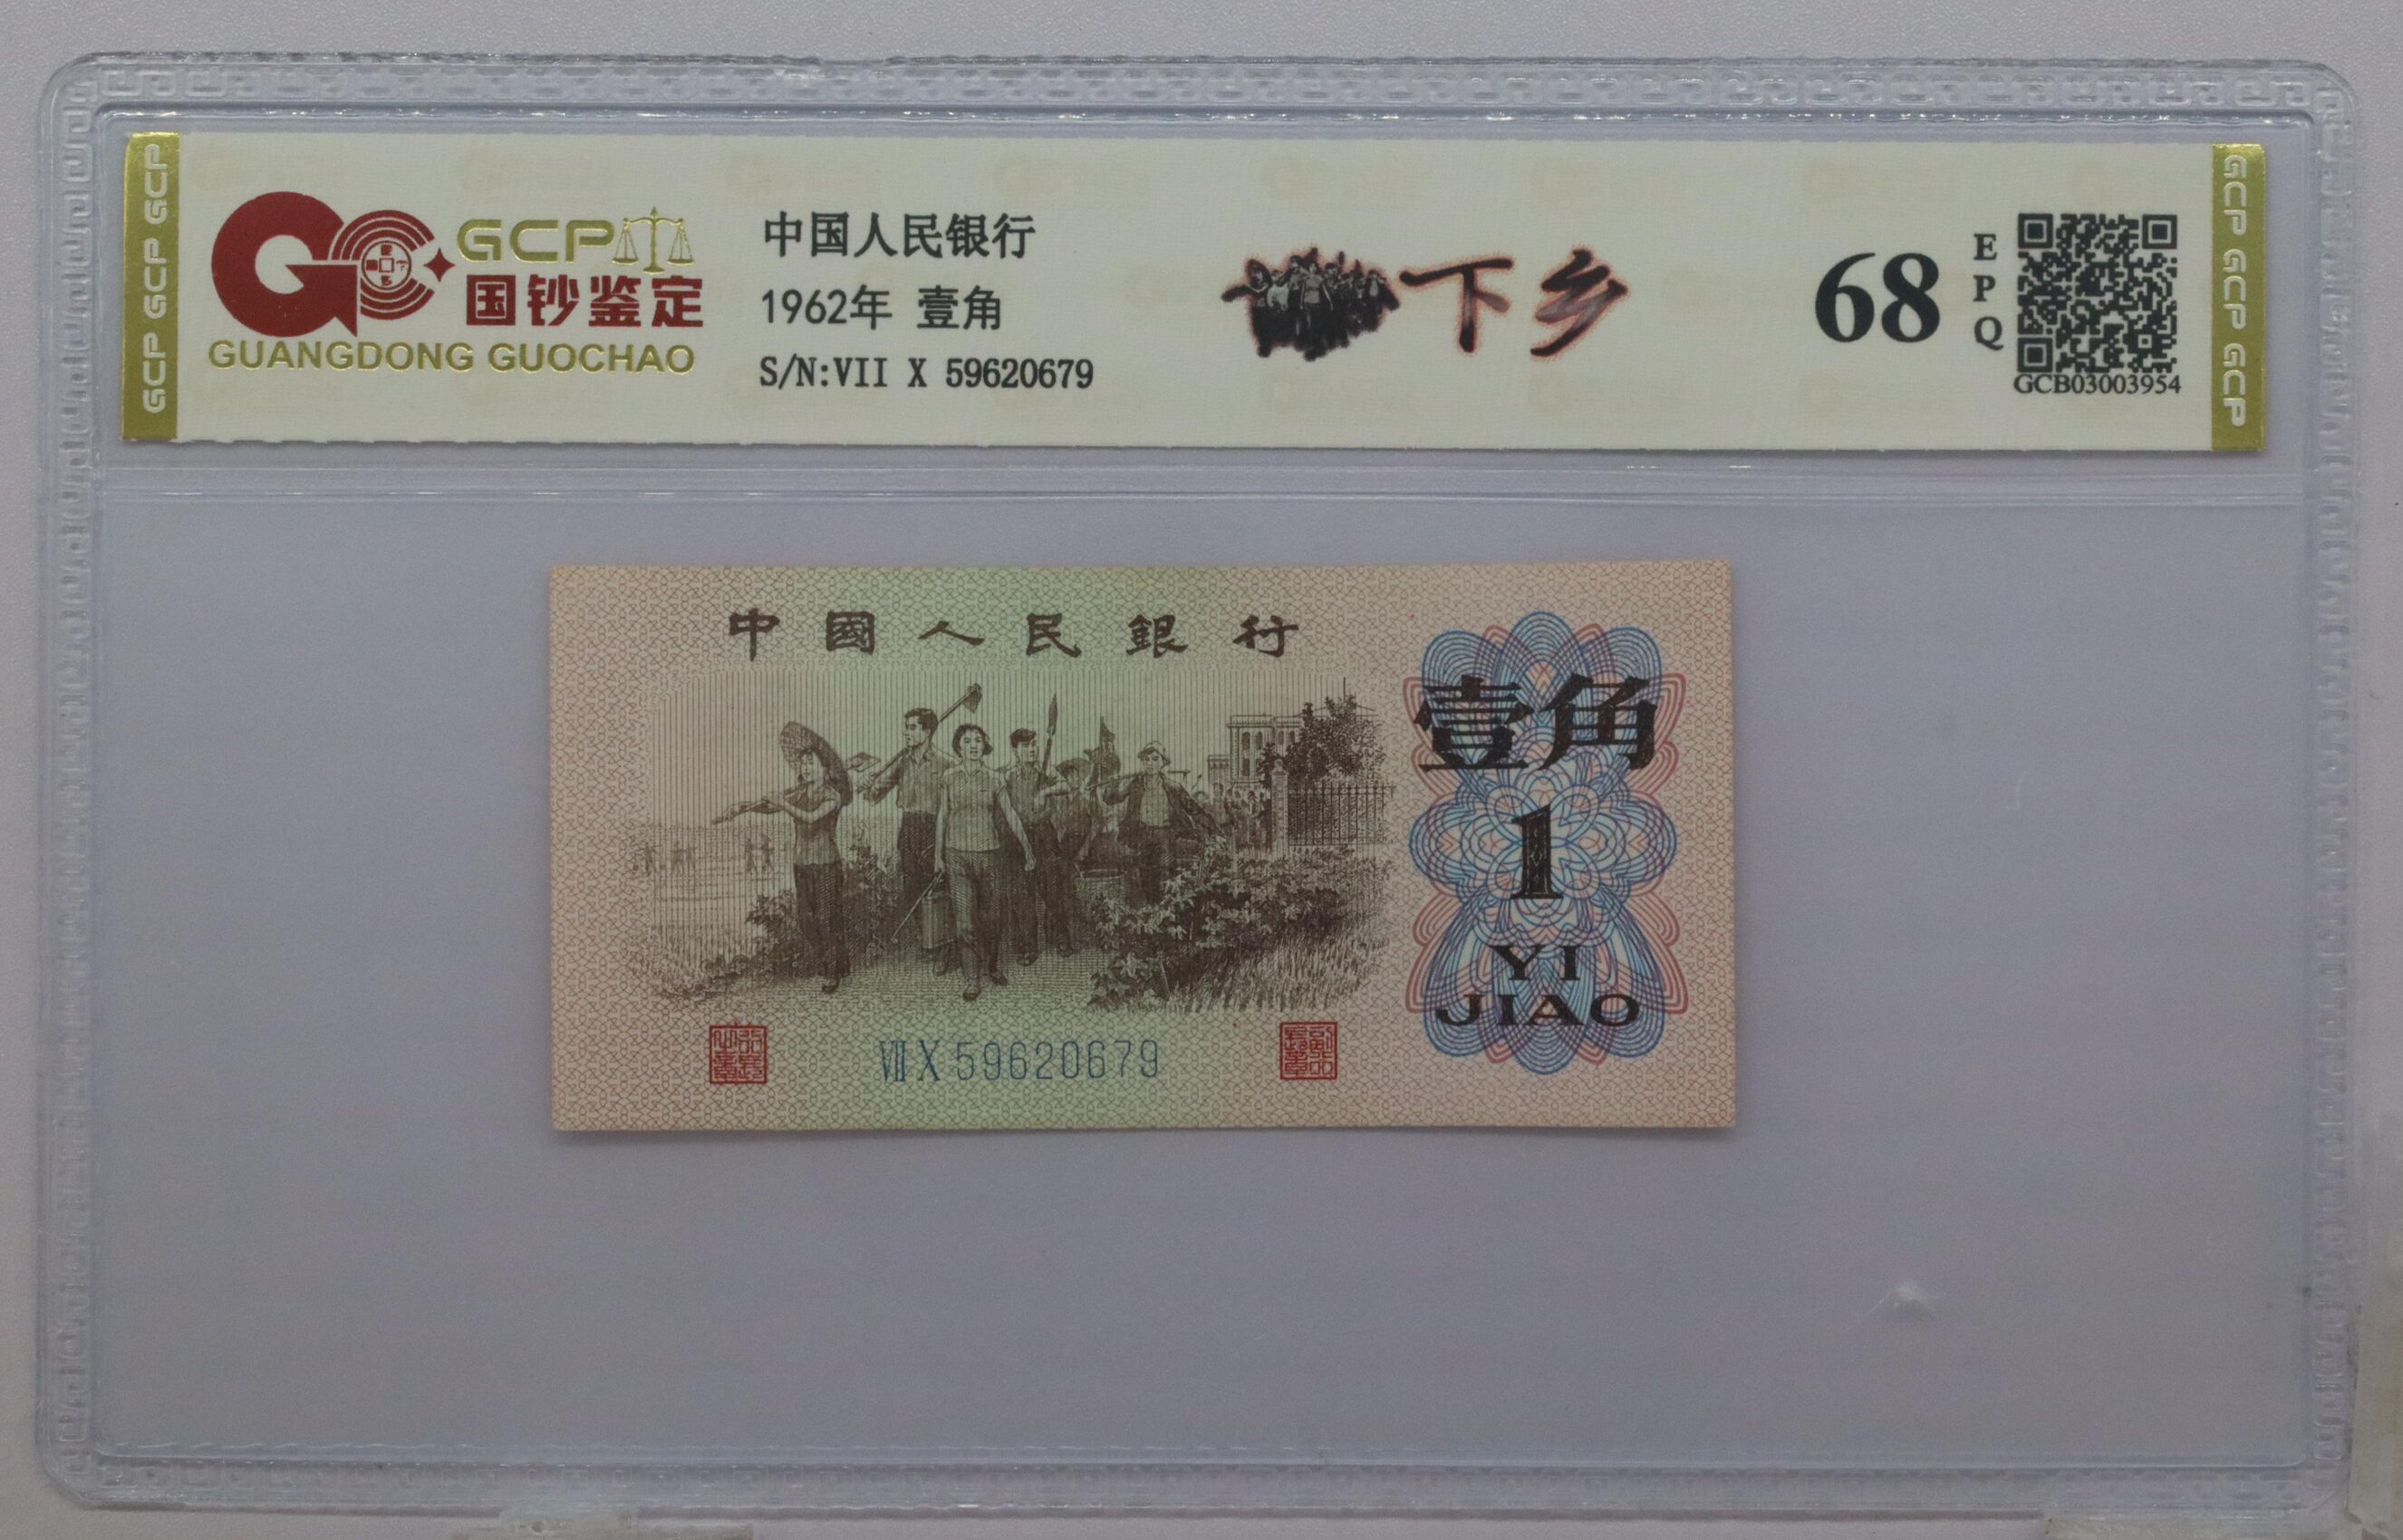 GCP GCP GCP
GCP
国钞鉴定
GUANGDONG GUOCHAO
中国人民银行
1962年 壹角
S/N:VII X 59620679
下乡
68
EPQ
GCB03003954
GCP GCP GCP
中國人民銀行
壹角
1
YI
JIAO
VII X 59620679